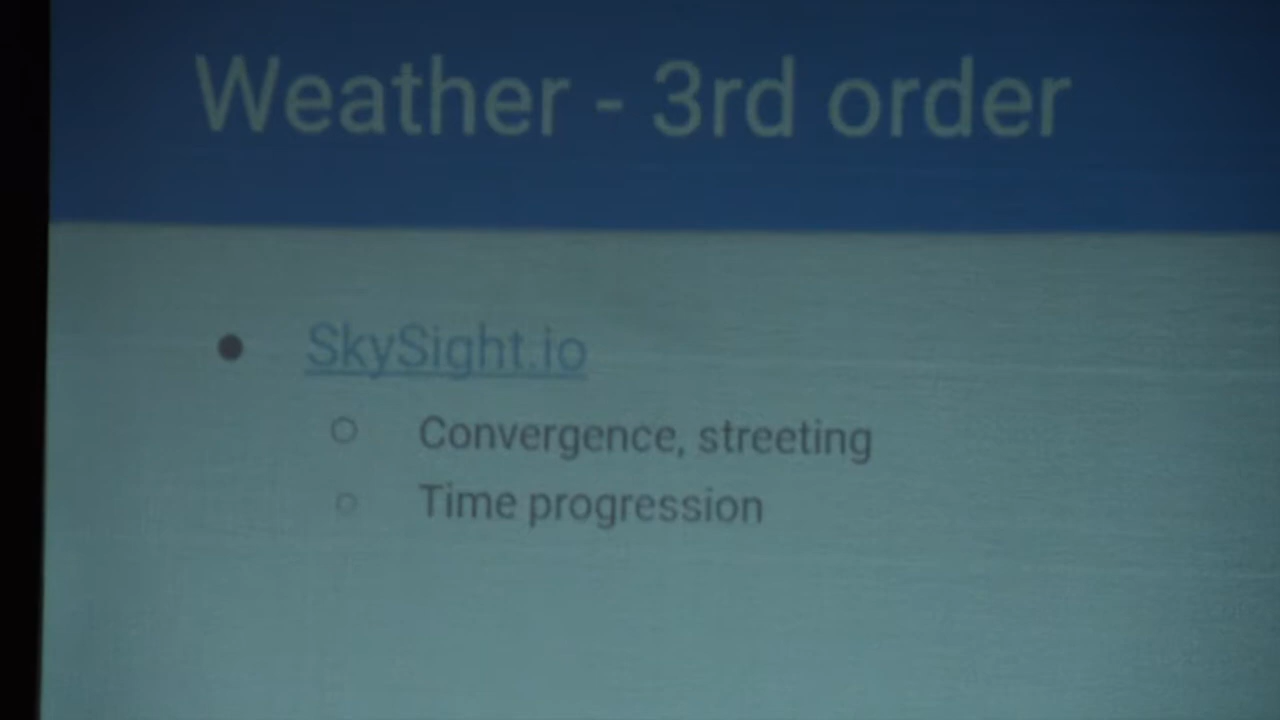 Weather - 3rd order
SkySight.io
Convergence, streeting
Time progression